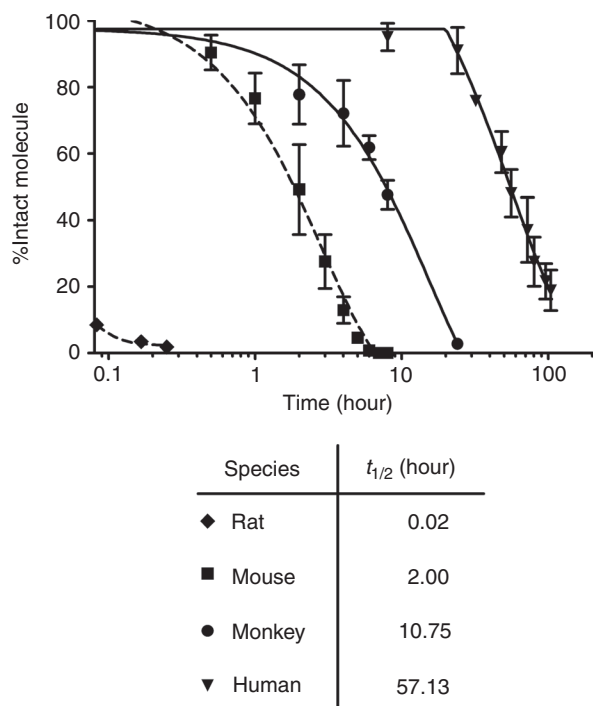 100
80
60
40
20
0
%Intact molecule
0.1 1 10 100
Time (hour)
Species t1/2 (hour)
Rat 0.02
Mouse 2.00
Monkey 10.75
Human 57.13